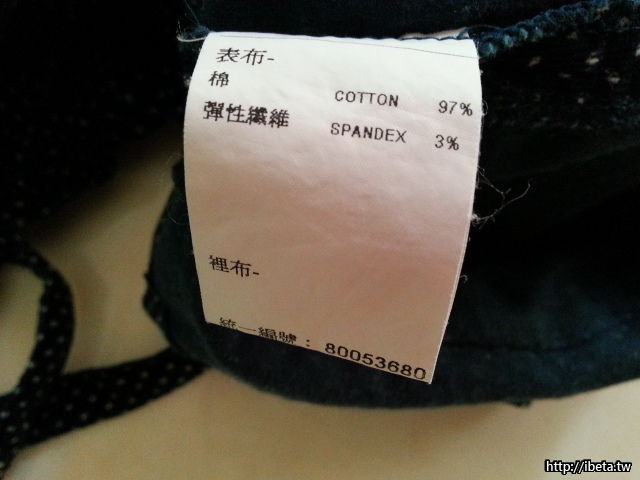 表布-
棉 COTTON 97%
彈性纖維 SPANDEX 3%
裡布-
統一編號： 80053680
http://ibeta.tw